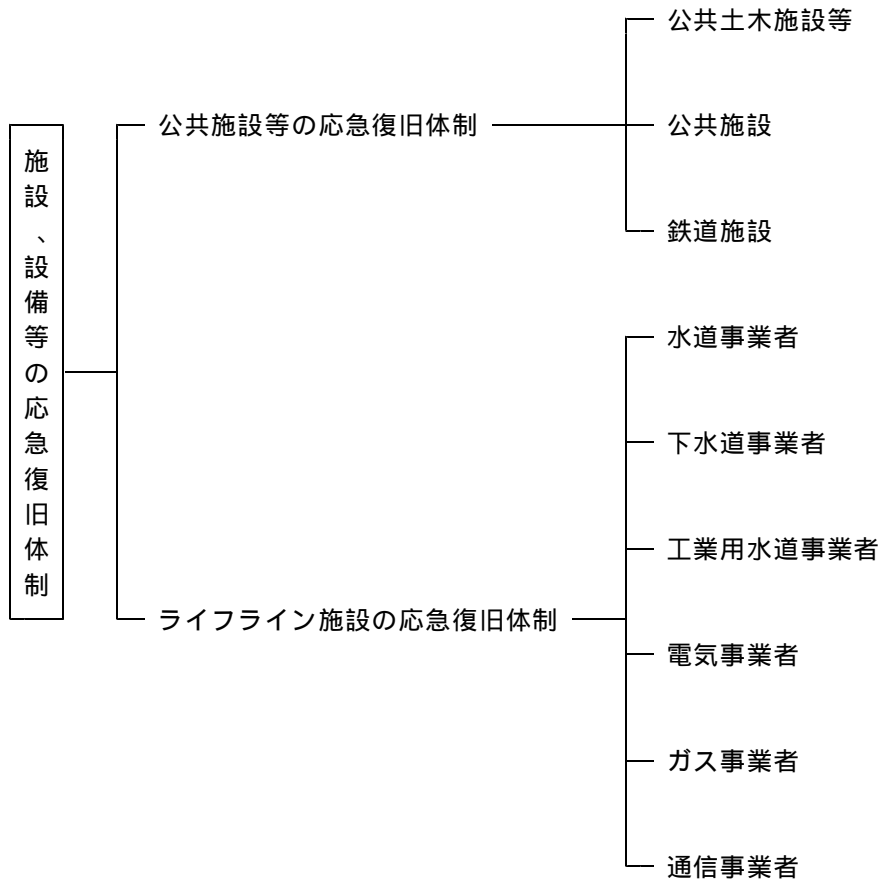 施設、設備等の応急復旧体制
公共施設等の応急復旧体制
公共土木施設等
公共施設
鉄道施設
ライフライン施設の応急復旧体制
水道事業者
下水道事業者
工業用水道事業者
電気事業者
ガス事業者
通信事業者